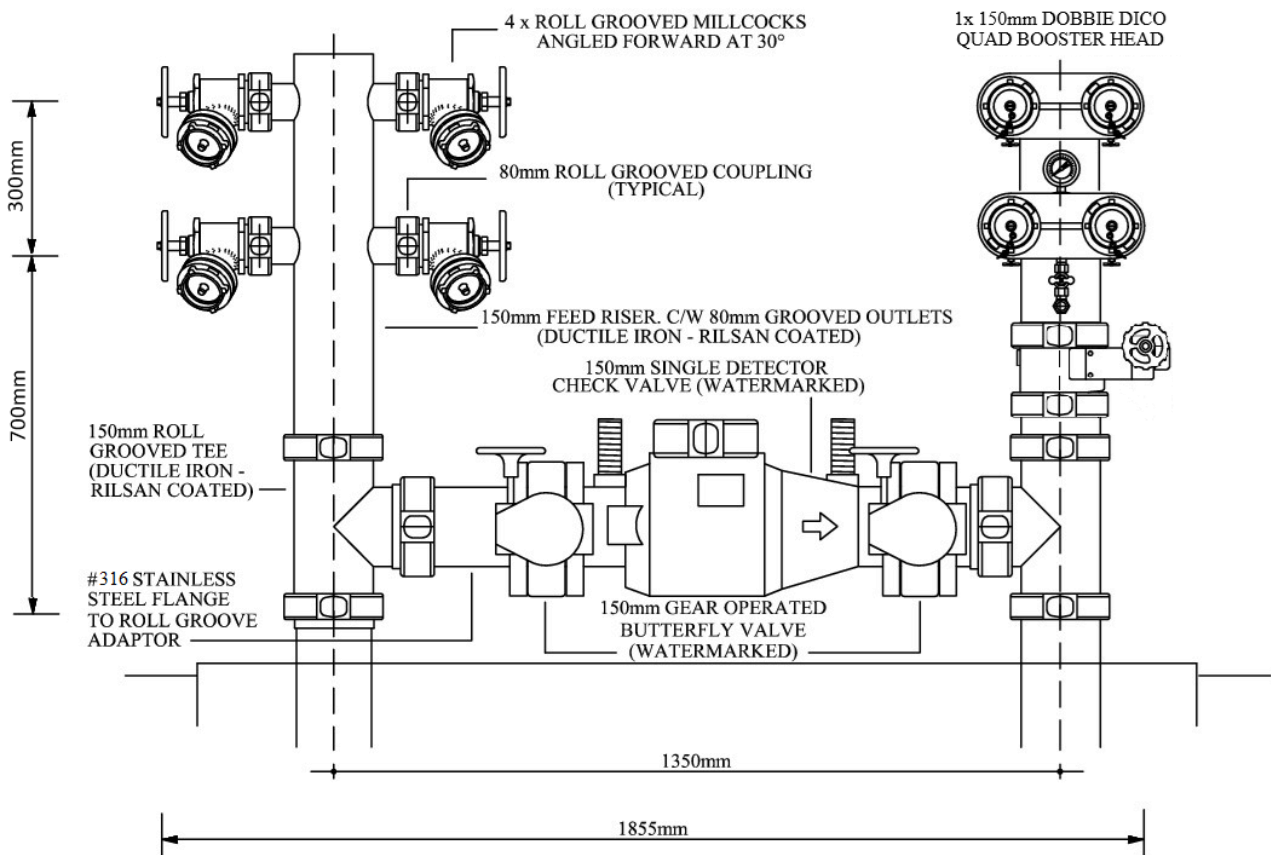 4 x ROLL GROOVED MILLCOCKS
ANGLED FORWARD AT 30°
1x 150mm DOBBIE DICO
QUAD BOOSTER HEAD
300mm
80mm ROLL GROOVED COUPLING
(TYPICAL)
150mm FEED RISER. C/W 80mm GROOVED OUTLETS
(DUCTILE IRON - RILSAN COATED)
150mm SINGLE DETECTOR
CHECK VALVE (WATERMARKED)
700mm
150mm ROLL
GROOVED TEE
(DUCTILE IRON -
RILSAN COATED)
#316 STAINLESS
STEEL FLANGE
TO ROLL GROOVE
ADAPTOR
150mm GEAR OPERATED
BUTTERFLY VALVE
(WATERMARKED)
1350mm
1855mm